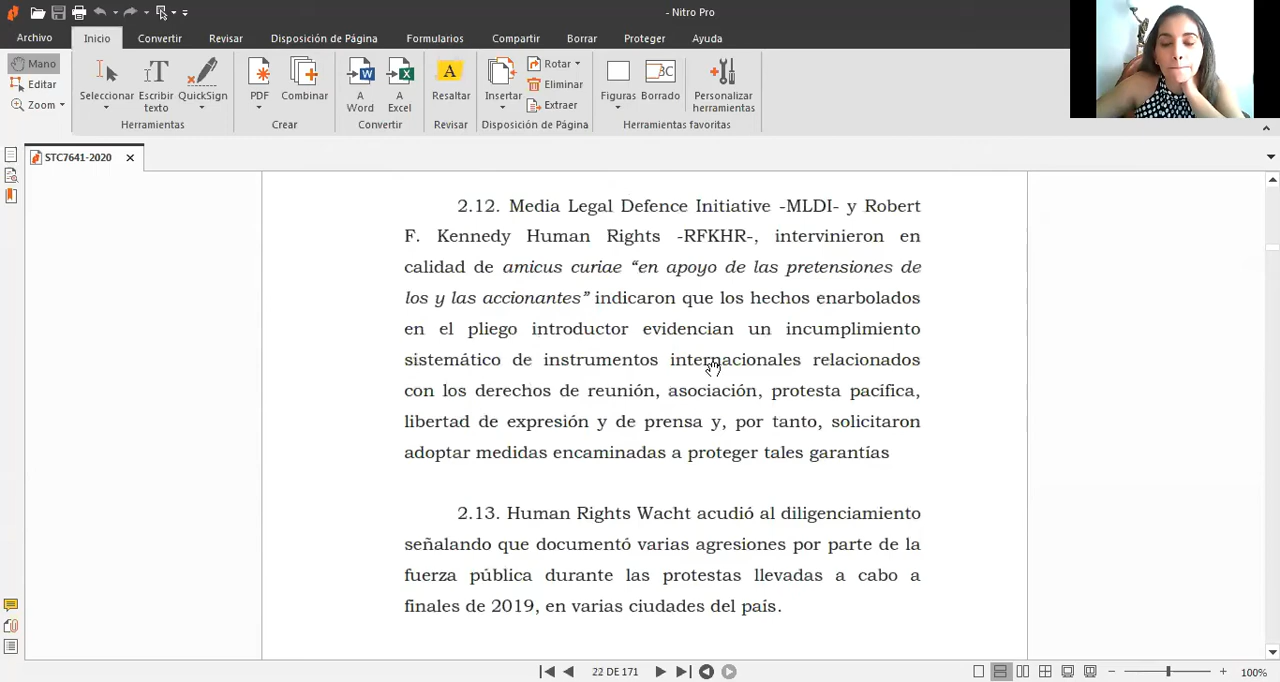 - Nitro Pro
Archivo Inicio Convertir Revisar Disposición de Página Formularios Compartir Borrar Proteger Ayuda
Mano
Editar
Zoom
Seleccionar
Escribir texto
QuickSign
Herramientas
PDF
Combinar
Crear
A Word
A Excel
Convertir
Resaltar
Revisar
Insertar
Rotar
Eliminar
Extraer
Disposición de Página
Figuras
Borrado
Personalizar herramientas
Herramientas favoritas
STC7641-2020
2.12. Media Legal Defence Initiative -MLDI- y Robert
F. Kennedy Human Rights -RFKHR-, intervinieron en
calidad de amicus curiae “en apoyo de las pretensiones de
los y las accionantes” indicaron que los hechos enarbolados
en el pliego introductor evidencian un incumplimiento
sistemático de instrumentos internacionales relacionados
con los derechos de reunión, asociación, protesta pacífica,
libertad de expresión y de prensa y, por tanto, solicitaron
adoptar medidas encaminadas a proteger tales garantías
2.13. Human Rights Wacht acudió al diligenciamiento
señalando que documentó varias agresiones por parte de la
fuerza pública durante las protestas llevadas a cabo a
finales de 2019, en varias ciudades del país.
22 DE 171
100%